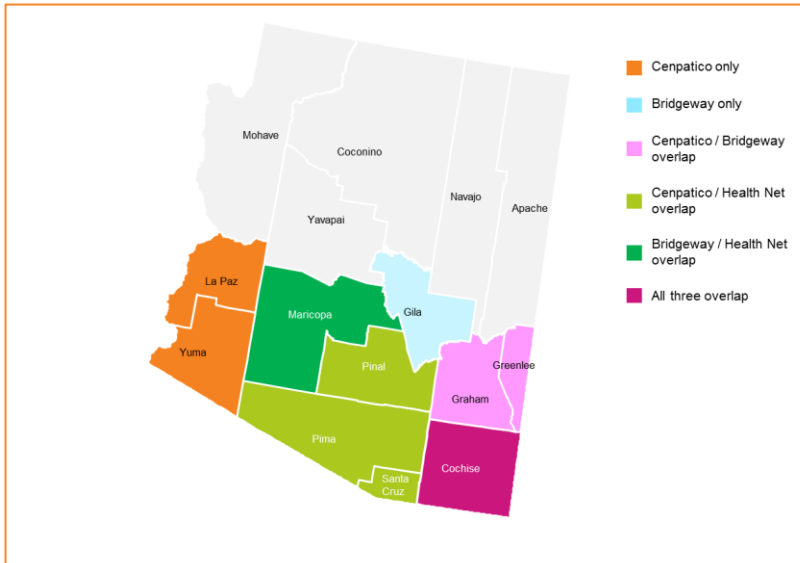 Cenpatico only
Bridgeway only
Cenpatico / Bridgeway
overlap
Cenpatico / Health Net
overlap
Bridgeway / Health Net
overlap
All three overlap
Mohave
Coconino
Navajo
Apache
Yavapai
La Paz
Maricopa
Gila
Yuma
Pinal
Greenlee
Graham
Pima
Cochise
Santa
Cruz